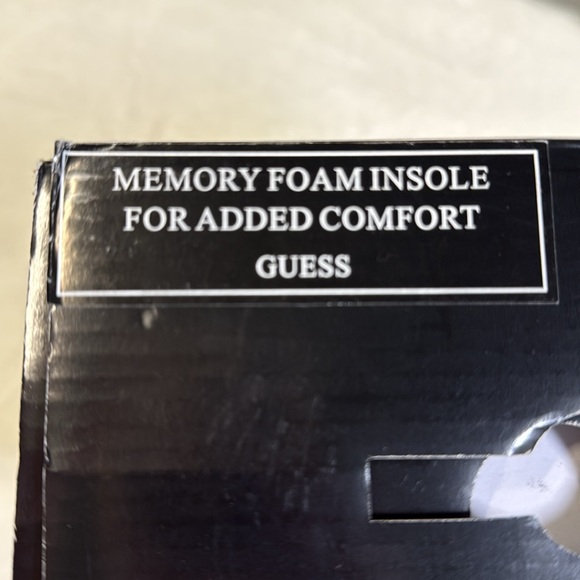 MEMORY FOAM INSOLE
FOR ADDED COMFORT
GUESS